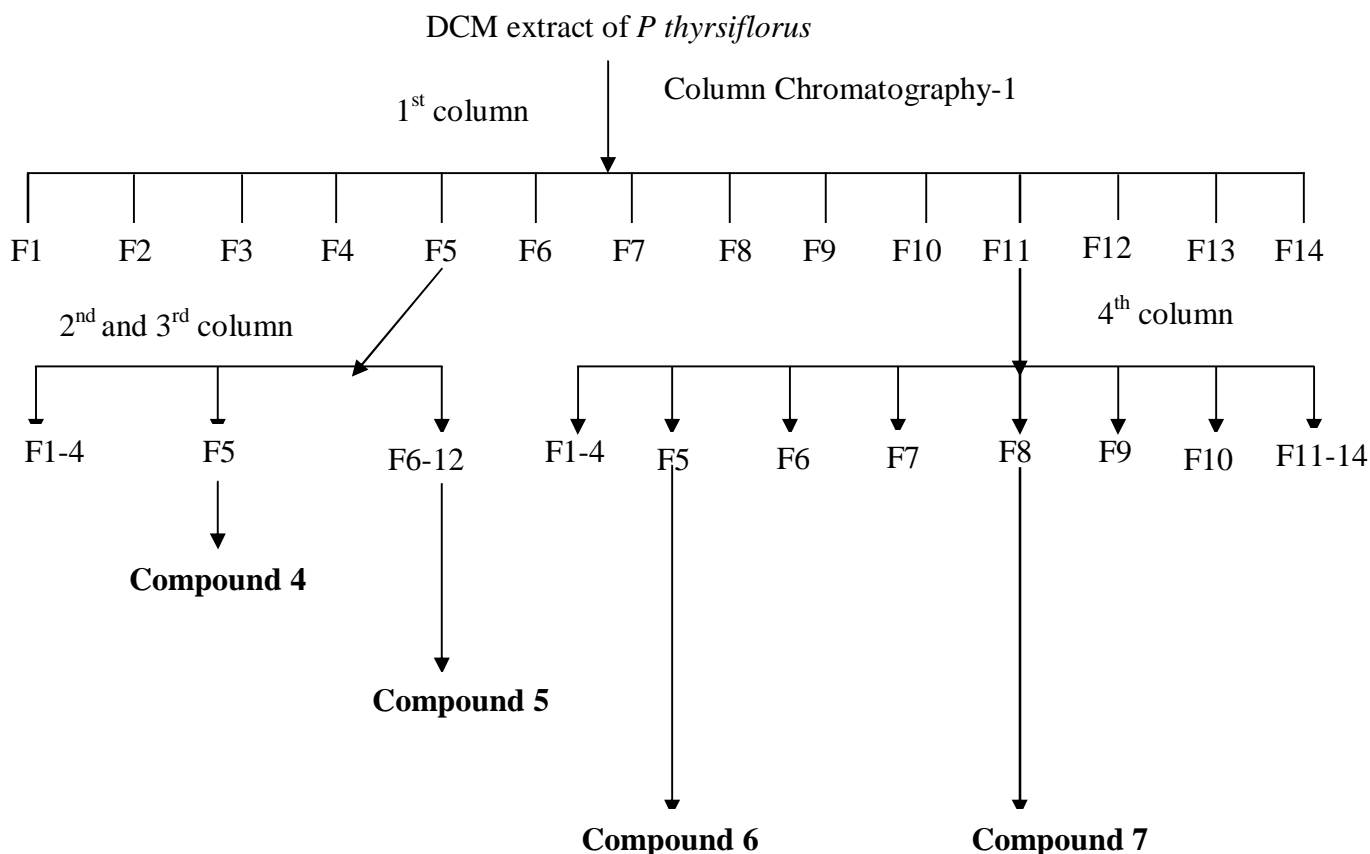 DCM extract of P thyrsiflorus
Column Chromatography-1
1st column
F1 F2 F3 F4 F5 F6 F7 F8 F9 F10 F11 F12 F13 F14
2nd and 3rd column
4th column
F1-4 F5 F6-12 F1-4 F5 F6 F7 F8 F9 F10 F11-14
Compound 4
Compound 5
Compound 6 Compound 7